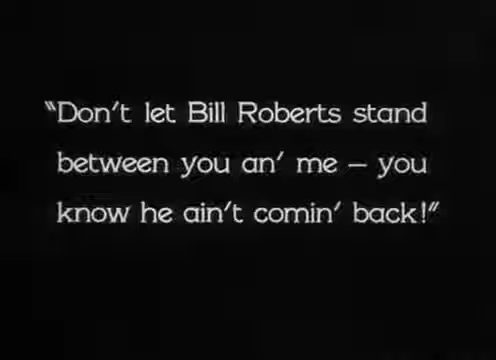 "Don't let Bill Roberts stand
between you an' me – you
know he ain't comin' back!"